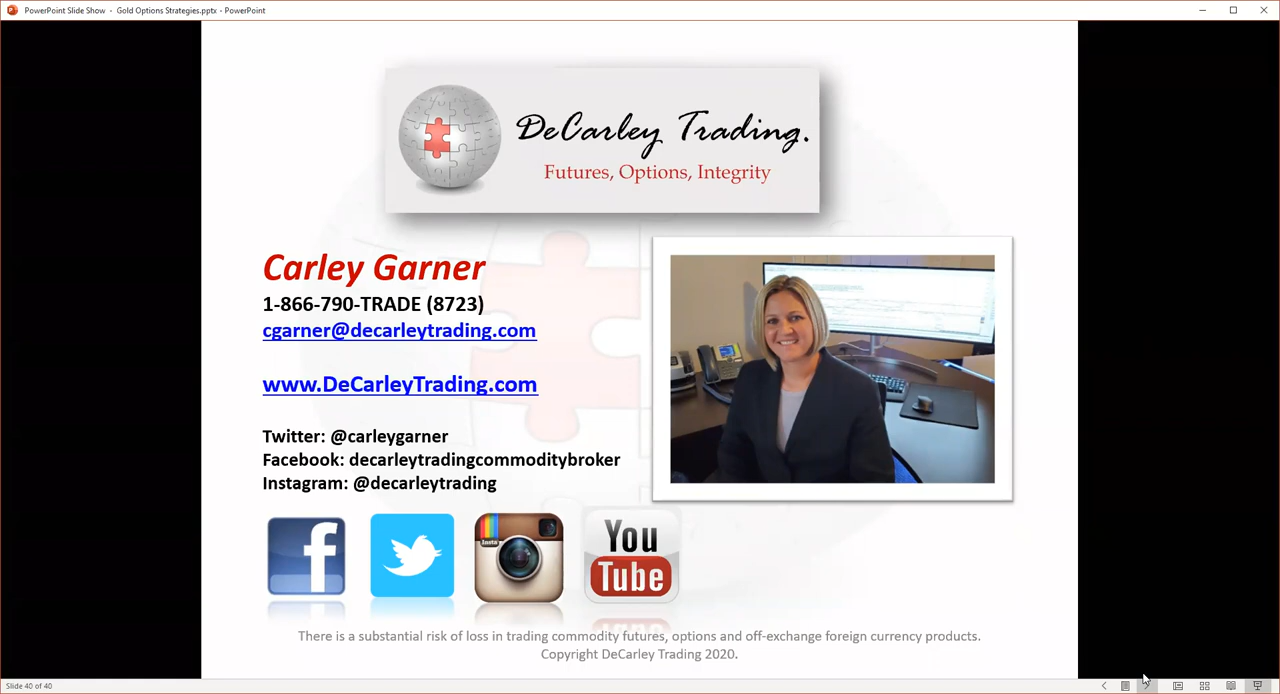 PowerPoint Slide Show - Gold Options Strategies.pptx - PowerPoint
DeCarley Trading.
Futures, Options, Integrity
Carley Garner
1-866-790-TRADE (8723)
cgarner@decarleytrading.com
www.DeCarleyTrading.com
Twitter: @carleygarner
Facebook: decarleytradingcommoditybroker
Instagram: @decarleytrading
f
Insta
You
Tube
There is a substantial risk of loss in trading commodity futures, options and off-exchange foreign currency products.
Copyright DeCarley Trading 2020.
Slide 40 of 40